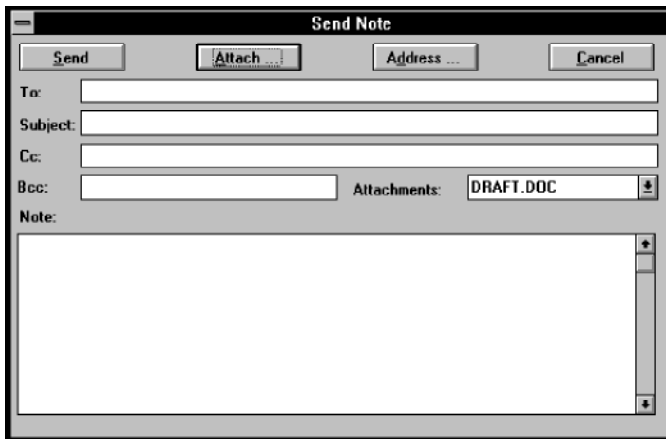 Send Note
Send Attach ... Address ... Cancel
To:
Subject:
Cc:
Bcc: Attachments: DRAFT.DOC
Note: